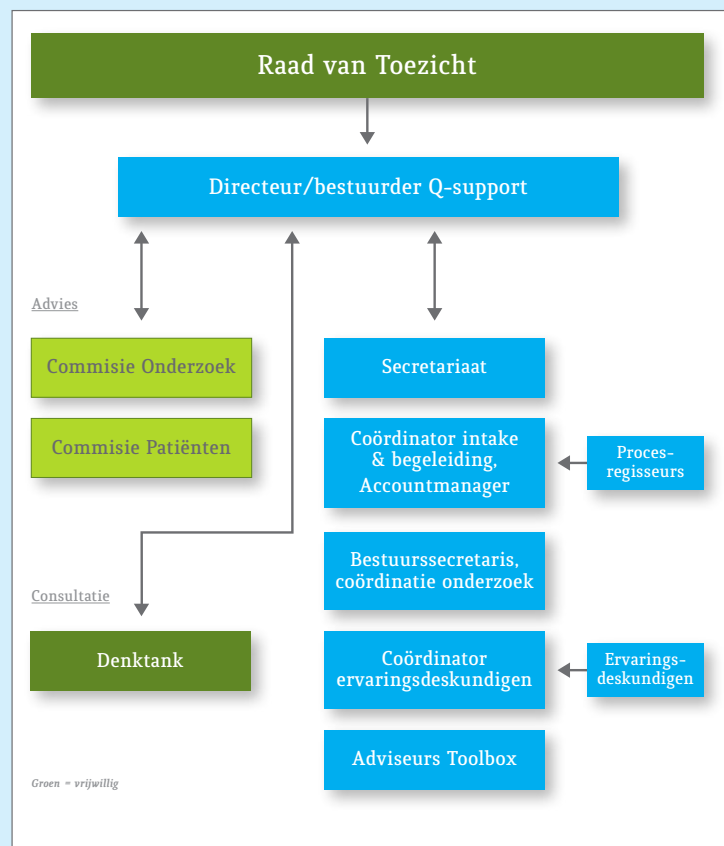 Raad van Toezicht
Directeur/bestuurder Q-support
Advies
Commisie Onderzoek
Commisie Patiënten
Consultatie
Denktank
Groen = vrijwillig
Secretariaat
Coördinator intake
& begeleiding,
Accountmanager
Proces-
regisseurs
Bestuurssecretaris,
coördinatie onderzoek
Coördinator
ervaringsdeskundigen
Ervarings-
deskundigen
Adviseurs Toolbox